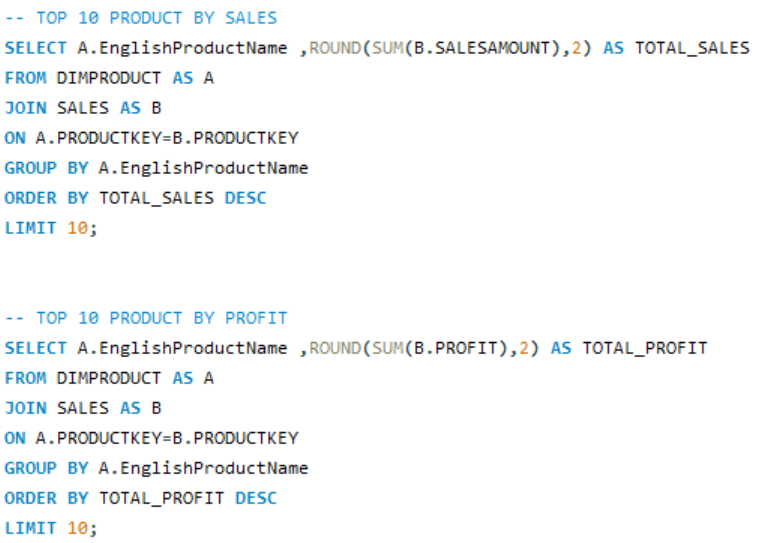 -- TOP 10 PRODUCT BY SALES
SELECT A.EnglishProductName ,ROUND(SUM(B.SALESAMOUNT),2) AS TOTAL_SALES
FROM DIMPRODUCT AS A
JOIN SALES AS B
ON A.PRODUCTKEY=B.PRODUCTKEY
GROUP BY A.EnglishProductName
ORDER BY TOTAL_SALES DESC
LIMIT 10;
-- TOP 10 PRODUCT BY PROFIT
SELECT A.EnglishProductName ,ROUND(SUM(B.PROFIT),2) AS TOTAL_PROFIT
FROM DIMPRODUCT AS A
JOIN SALES AS B
ON A.PRODUCTKEY=B.PRODUCTKEY
GROUP BY A.EnglishProductName
ORDER BY TOTAL_PROFIT DESC
LIMIT 10;